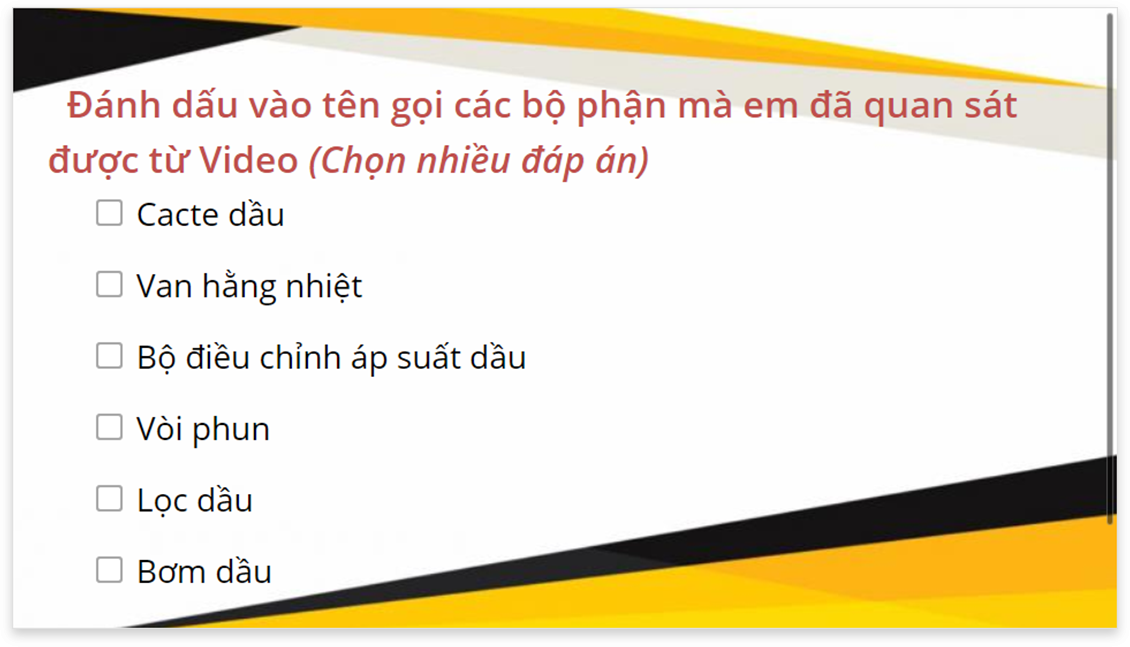 Đánh dấu vào tên gọi các bộ phận mà em đã quan sát
được từ Video (Chọn nhiều đáp án)
Cacte dầu
Van hằng nhiệt
Bộ điều chỉnh áp suất dầu
Vòi phun
Lọc dầu
Bơm dầu